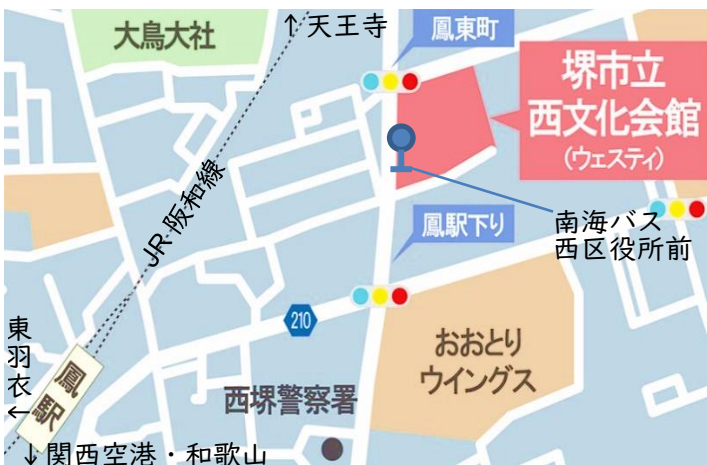 大鳥大社
↑天王寺
鳳東町
堺市立
西文化会館
(ウェスティ)
JR 阪和線
南海バス
西区役所前
鳳駅下り
210
おおとり
ウイングス
東羽衣←
鳳駅
西堺警察署
↓関西空港・和歌山